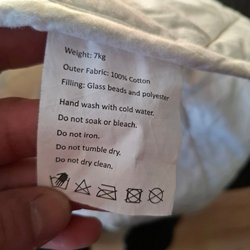 Weight: 7kg
Outer Fabric: 100% Cotton
Filling: Glass beads and polyester
Hand wash with cold water.
Do not soak or bleach.
Do not iron.
Do not tumble dry.
Do not dry clean.